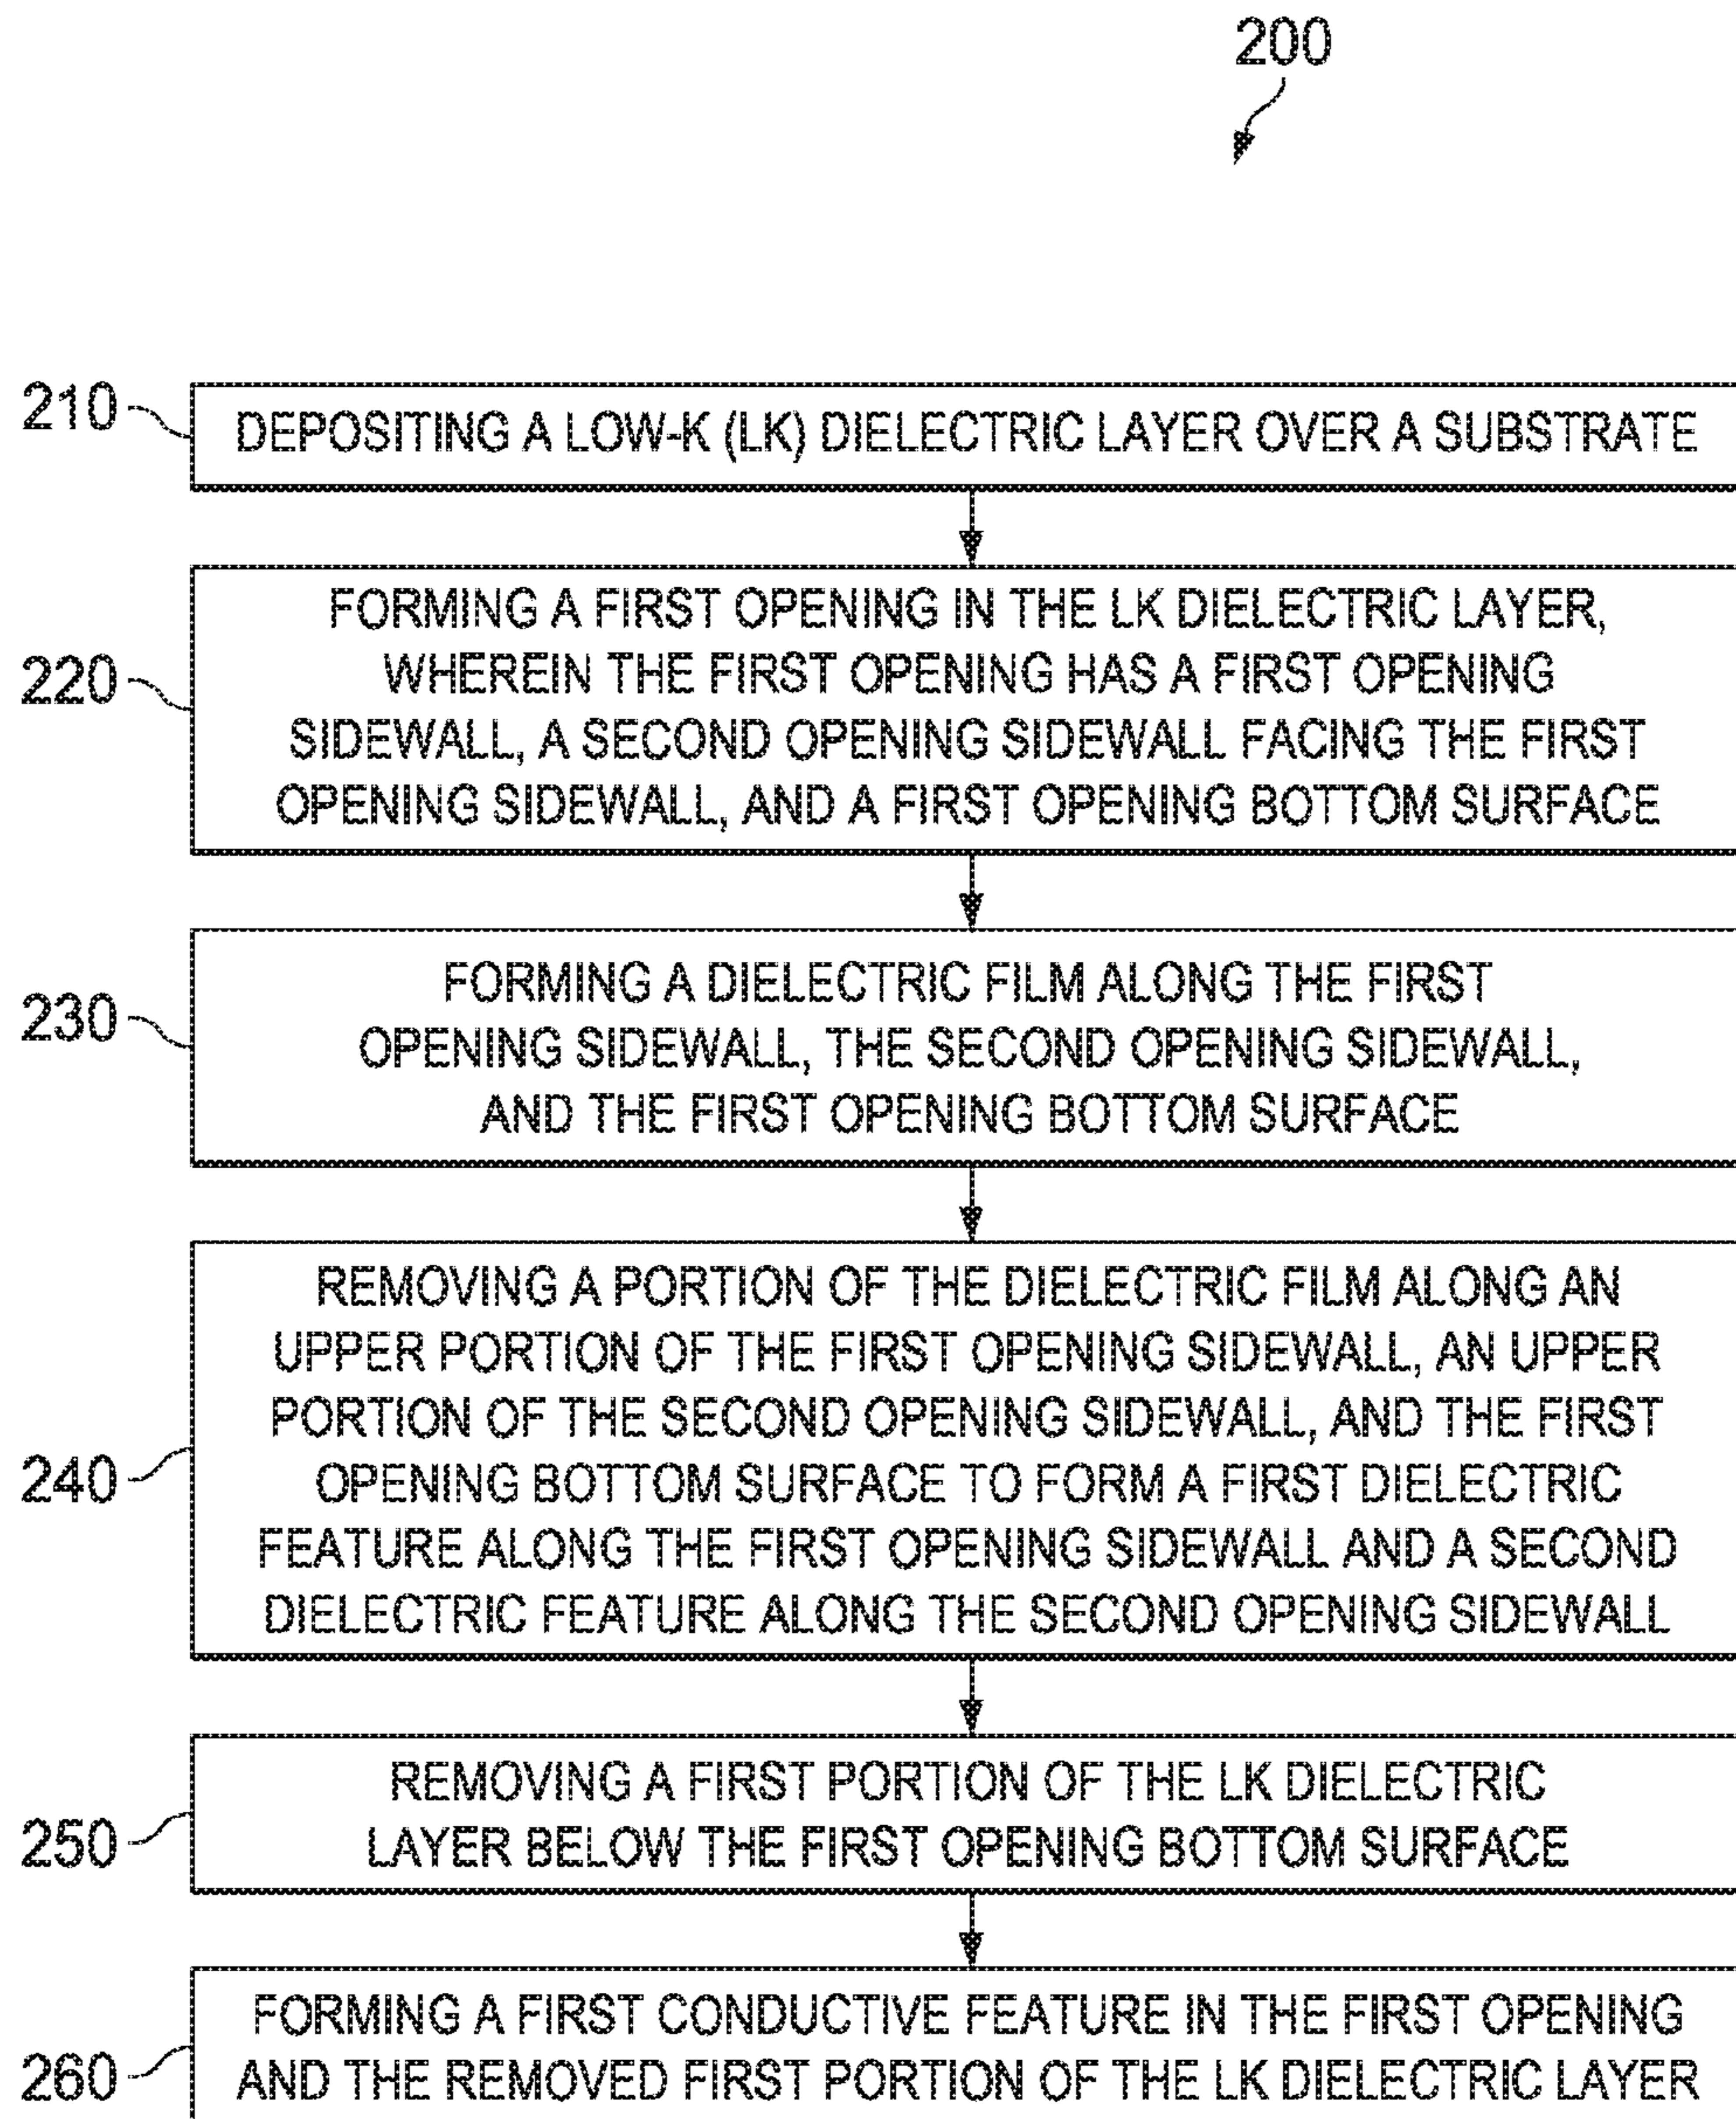 200
210
DEPOSITING A LOW-K (LK) DIELECTRIC LAYER OVER A SUBSTRATE
220
FORMING A FIRST OPENING IN THE LK DIELECTRIC LAYER,
WHEREIN THE FIRST OPENING HAS A FIRST OPENING
SIDEWALL, A SECOND OPENING SIDEWALL FACING THE FIRST
OPENING SIDEWALL, AND A FIRST OPENING BOTTOM SURFACE
230
FORMING A DIELECTRIC FILM ALONG THE FIRST
OPENING SIDEWALL, THE SECOND OPENING SIDEWALL,
AND THE FIRST OPENING BOTTOM SURFACE
240
REMOVING A PORTION OF THE DIELECTRIC FILM ALONG AN
UPPER PORTION OF THE FIRST OPENING SIDEWALL, AN UPPER
PORTION OF THE SECOND OPENING SIDEWALL, AND THE FIRST
OPENING BOTTOM SURFACE TO FORM A FIRST DIELECTRIC
FEATURE ALONG THE FIRST OPENING SIDEWALL AND A SECOND
DIELECTRIC FEATURE ALONG THE SECOND OPENING SIDEWALL
250
REMOVING A FIRST PORTION OF THE LK DIELECTRIC
LAYER BELOW THE FIRST OPENING BOTTOM SURFACE
260
FORMING A FIRST CONDUCTIVE FEATURE IN THE FIRST OPENING
AND THE REMOVED FIRST PORTION OF THE LK DIELECTRIC LAYER